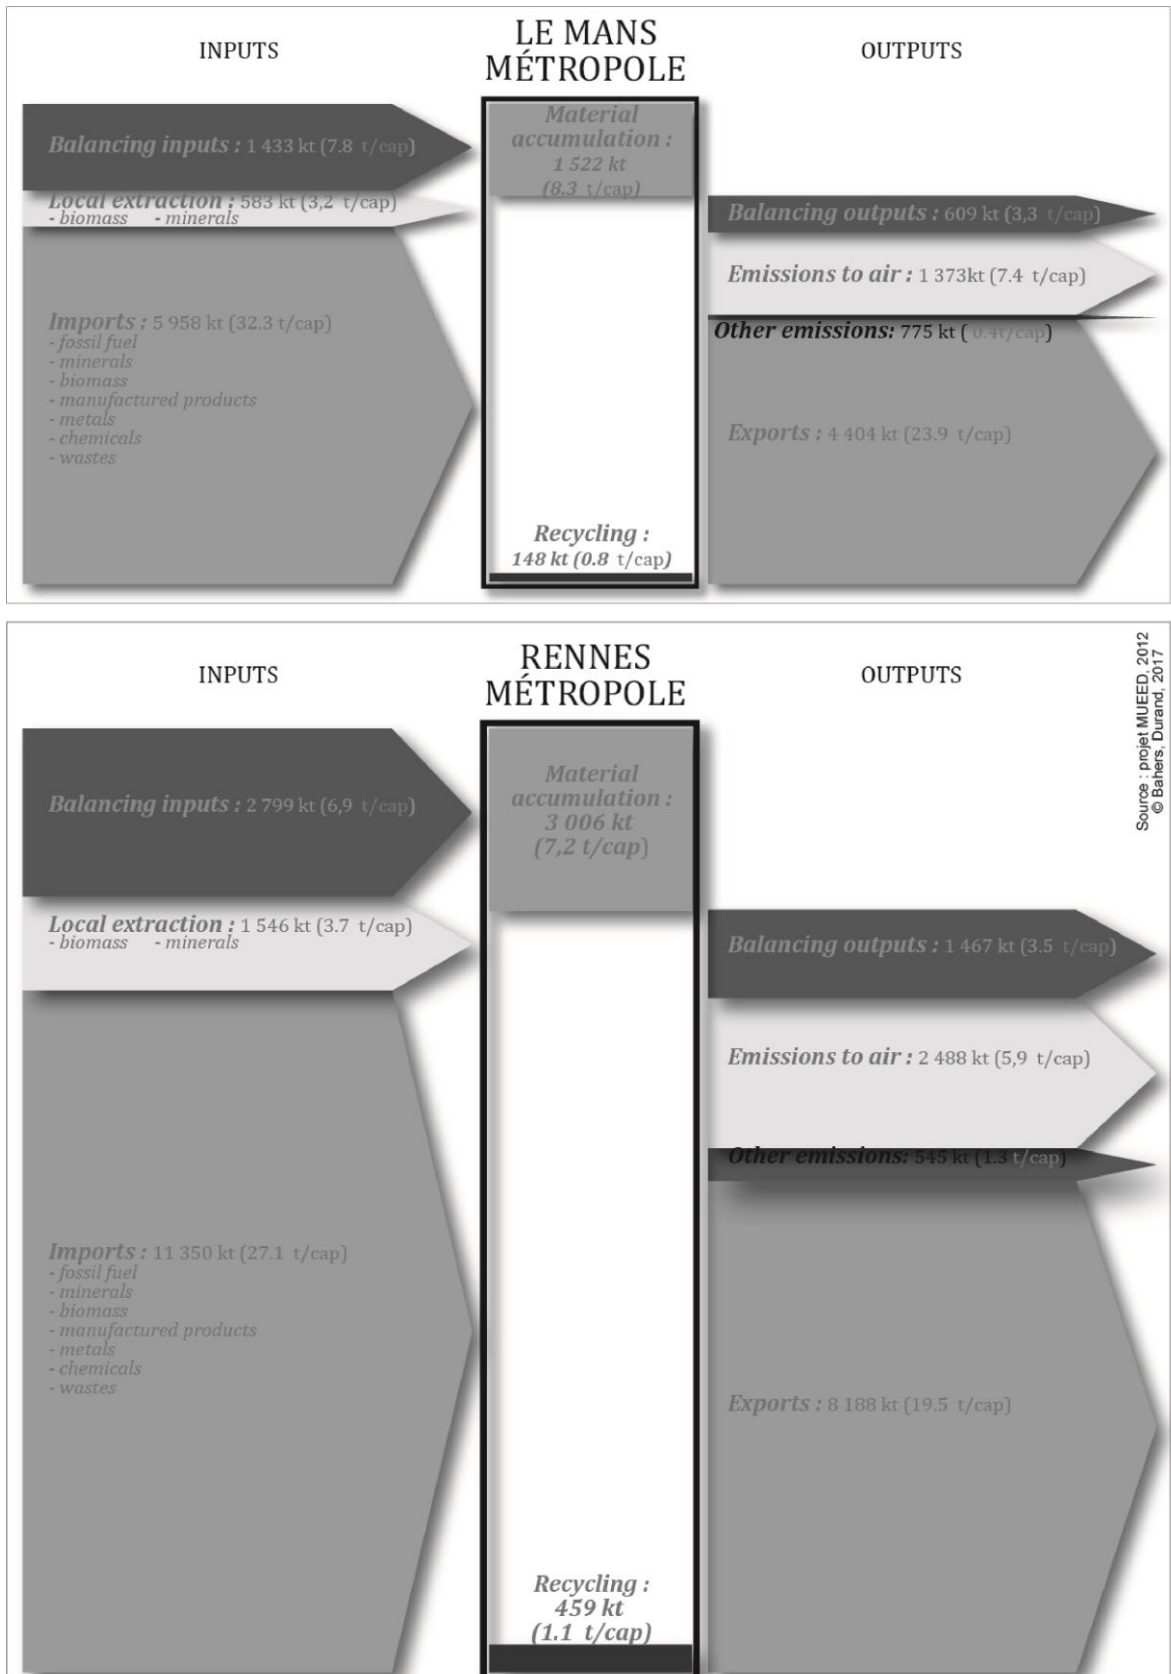 INPUTS
LE MANS
MÉTROPOLE
OUTPUTS
Balancing inputs : 1 433 kt (7.8 t/cap)
Local extraction : 583 kt (3,2 t/cap)
- biomass - minerals
Imports : 5 958 kt (32.3 t/cap)
- fossil fuel
- minerals
- biomass
- manufactured products
- metals
- chemicals
- wastes
Material
accumulation :
1 522 kt
(8.3 t/cap)
Recycling :
148 kt (0.8 t/cap)
Balancing outputs : 609 kt (3,3 t/cap)
Emissions to air : 1 373kt (7.4 t/cap)
Other emissions: 775 kt ( 0.4t/cap)
Exports : 4 404 kt (23.9 t/cap)
INPUTS
RENNES
MÉTROPOLE
OUTPUTS
Source : projet MUEED, 2012
© Bahers, Durand, 2017
Balancing inputs : 2 799 kt (6,9 t/cap)
Local extraction : 1 546 kt (3.7 t/cap)
- biomass - minerals
Imports : 11 350 kt (27.1 t/cap)
- fossil fuel
- minerals
- biomass
- manufactured products
- metals
- chemicals
- wastes
Material
accumulation :
3 006 kt
(7,2 t/cap)
Recycling :
459 kt
(1.1 t/cap)
Balancing outputs : 1 467 kt (3.5 t/cap)
Emissions to air : 2 488 kt (5,9 t/cap)
Other emissions: 545 kt (1.3 t/cap)
Exports : 8 188 kt (19.5 t/cap)